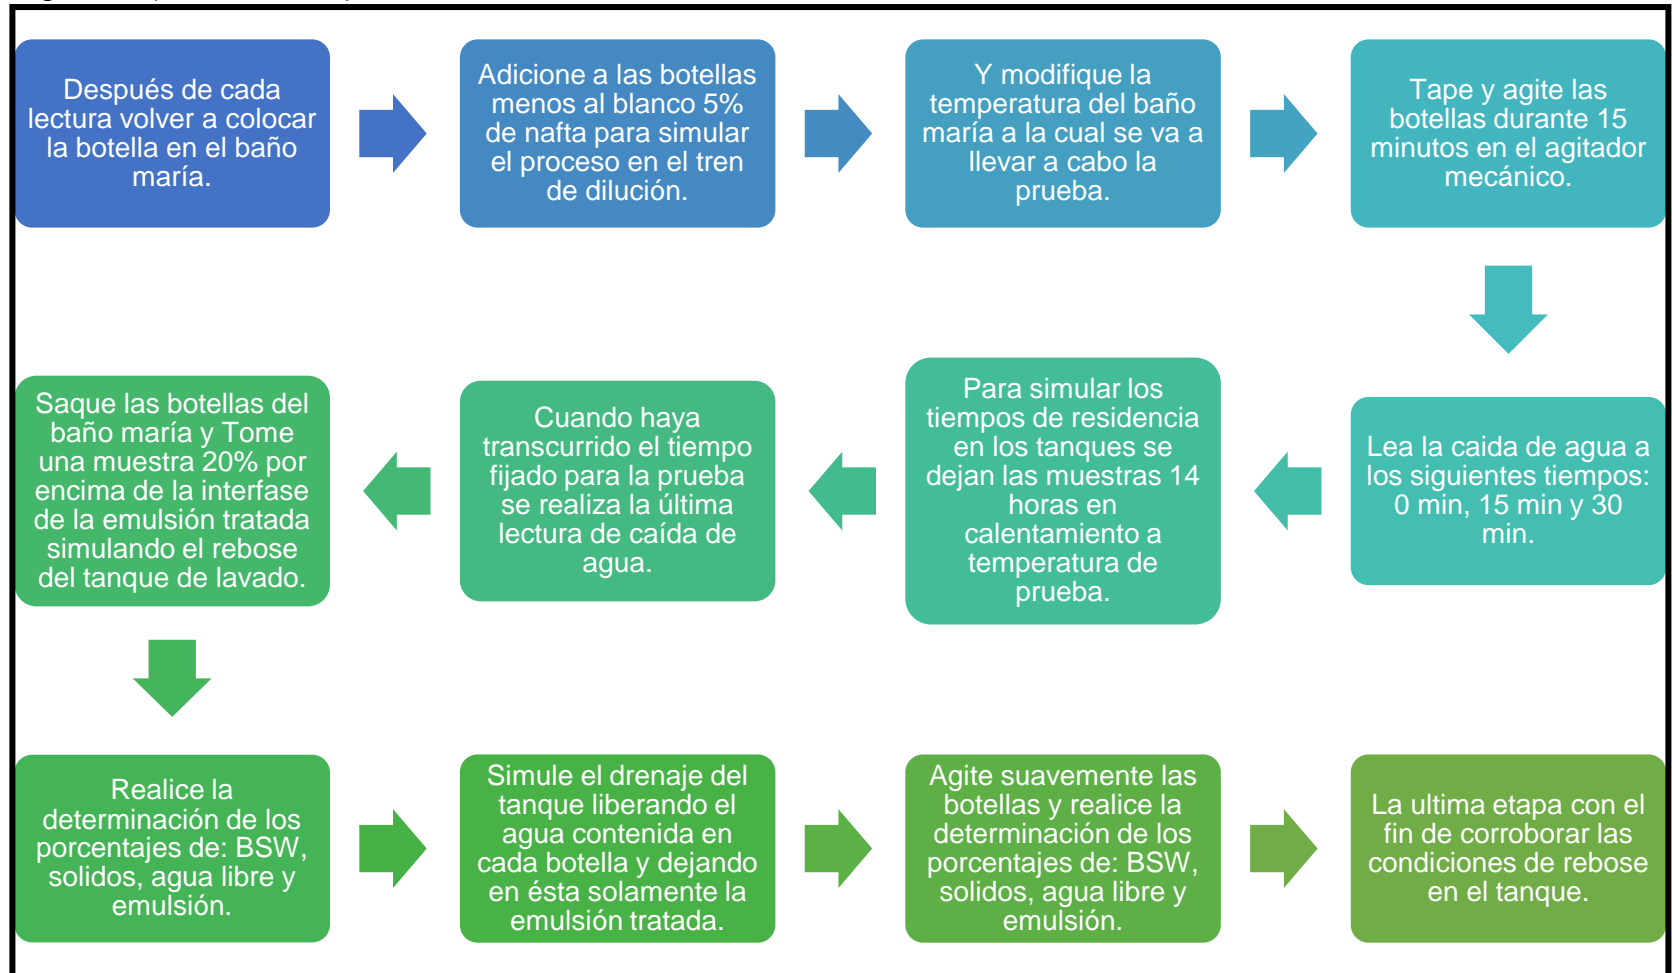 Después de cada
lectura volver a colocar
la botella en el baño
maría.
Adicione a las botellas
menos al blanco 5%
de nafta para simular
el proceso en el tren
de dilución.
Y modifique la
temperatura del baño
maría a la cual se va a
llevar a cabo la
prueba.
Tape y agite las
botellas durante 15
minutos en el agitador
mecánico.
Lea la caida de agua a
los siguientes tiempos:
0 min, 15 min y 30
min.
Para simular los
tiempos de residencia
en los tanques se
dejan las muestras 14
horas en
calentamiento a
temperatura de
prueba.
Cuando haya
transcurrido el tiempo
fijado para la prueba
se realiza la última
lectura de caída de
agua.
Saque las botellas del
baño maría y Tome
una muestra 20% por
encima de la interfase
de la emulsión tratada
simulando el rebose
del tanque de lavado.
Realice la
determinación de los
porcentajes de: BSW,
solidos, agua libre y
emulsión.
Simule el drenaje del
tanque liberando el
agua contenida en
cada botella y dejando
en ésta solamente la
emulsión tratada.
Agite suavemente las
botellas y realice la
determinación de los
porcentajes de: BSW,
solidos, agua libre y
emulsión.
La ultima etapa con el
fin de corroborar las
condiciones de rebose
en el tanque.